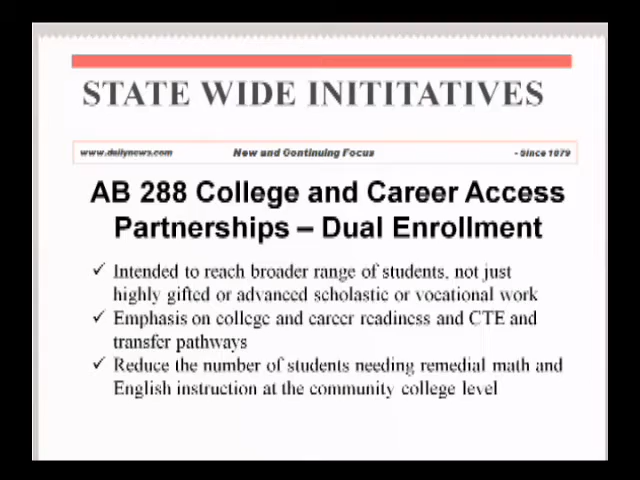 STATE WIDE INITITATIVES
www.dailynews.com New and Continuing Focus - Since 1879
AB 288 College and Career Access
Partnerships – Dual Enrollment
✓ Intended to reach broader range of students, not just
highly gifted or advanced scholastic or vocational work
✓ Emphasis on college and career readiness and CTE and
transfer pathways
✓ Reduce the number of students needing remedial math and
English instruction at the community college level